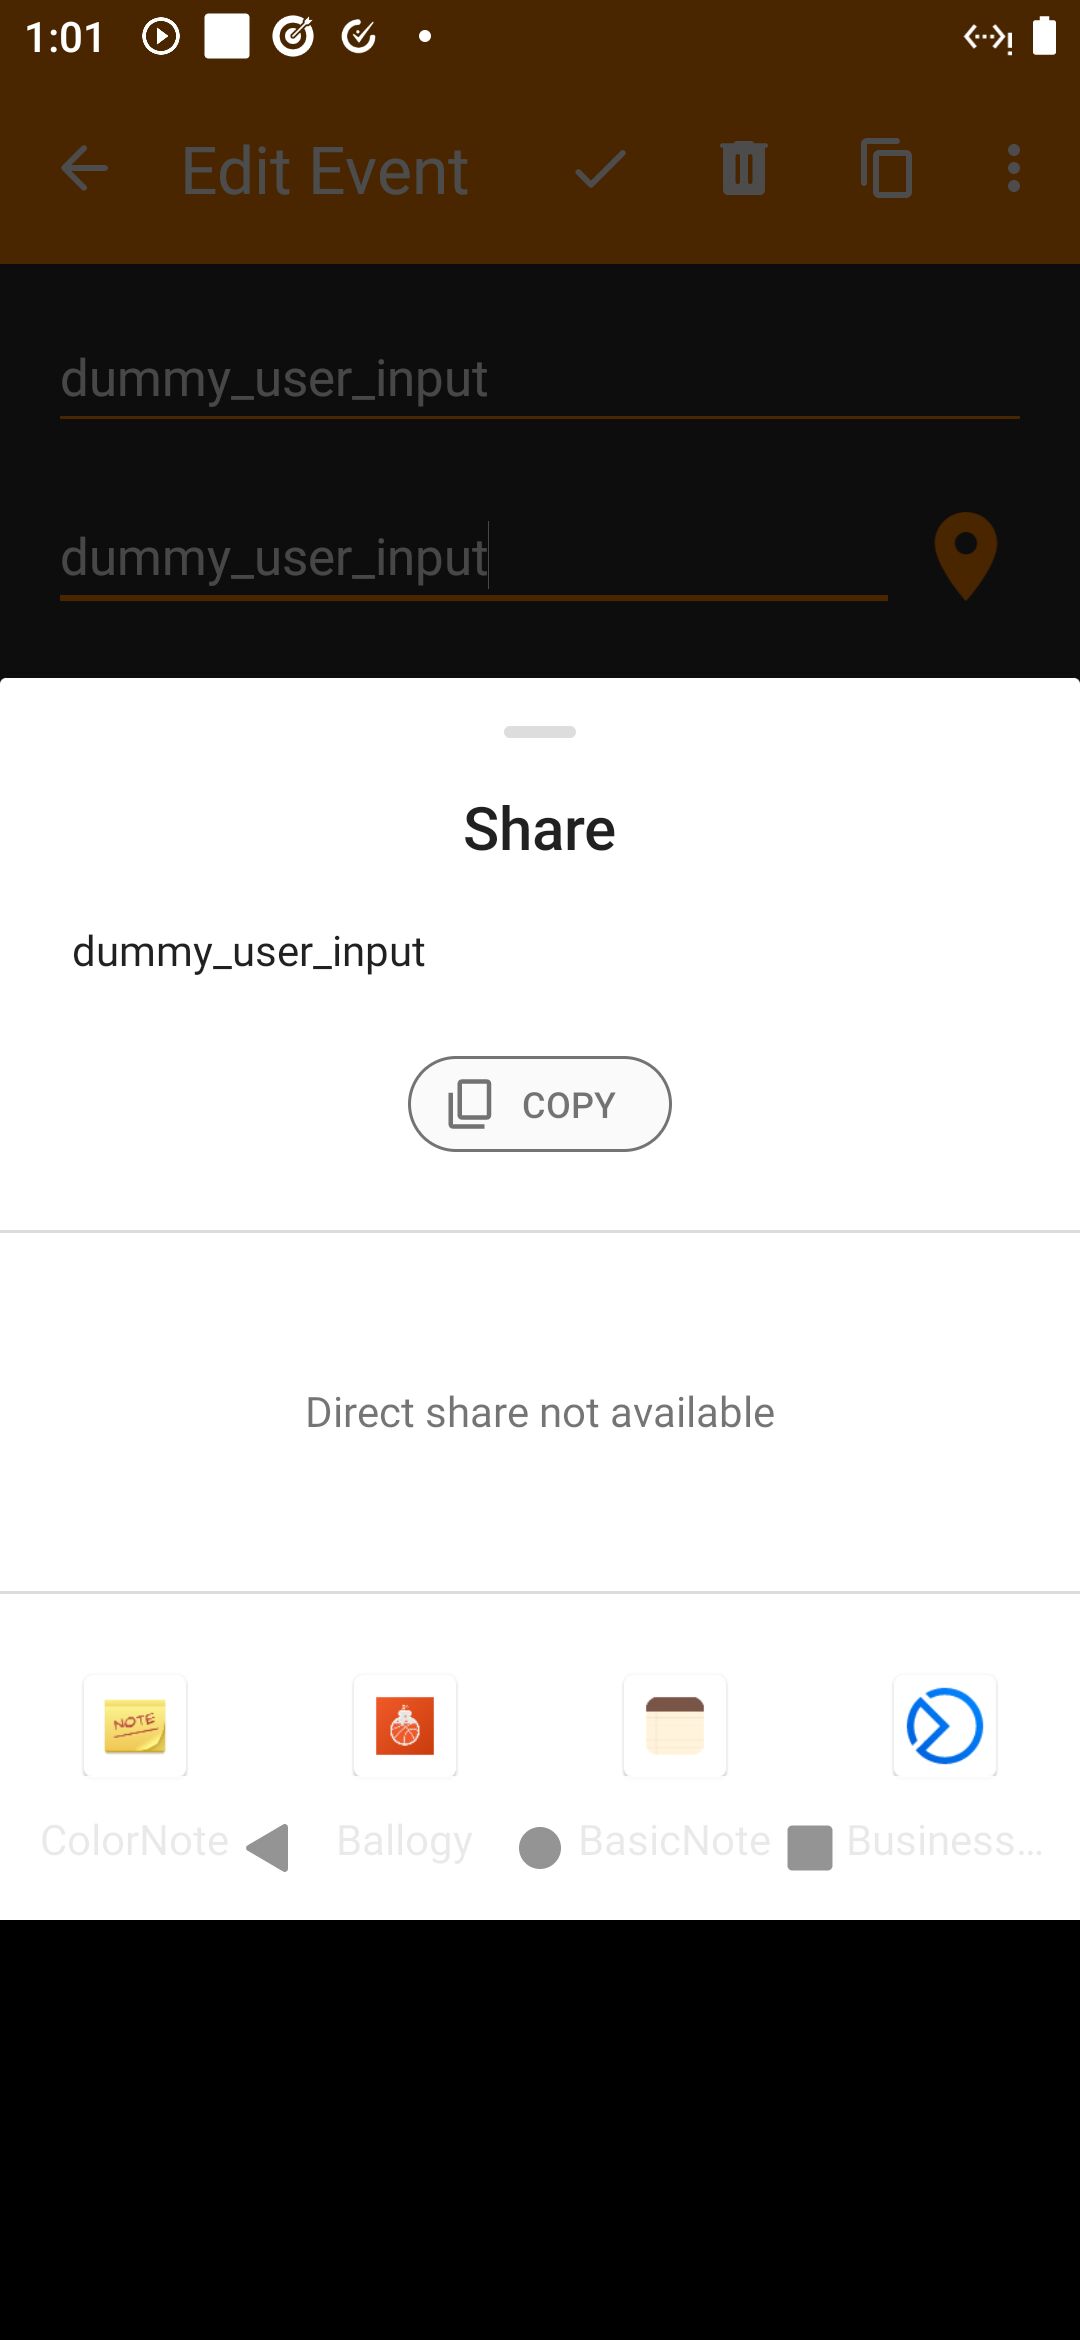 1:01
Edit Event
dummy_user_input
dummy_user_input
Share
dummy_user_input
COPY
Direct share not available
NOTE
ColorNote Ballogy BasicNote Business...